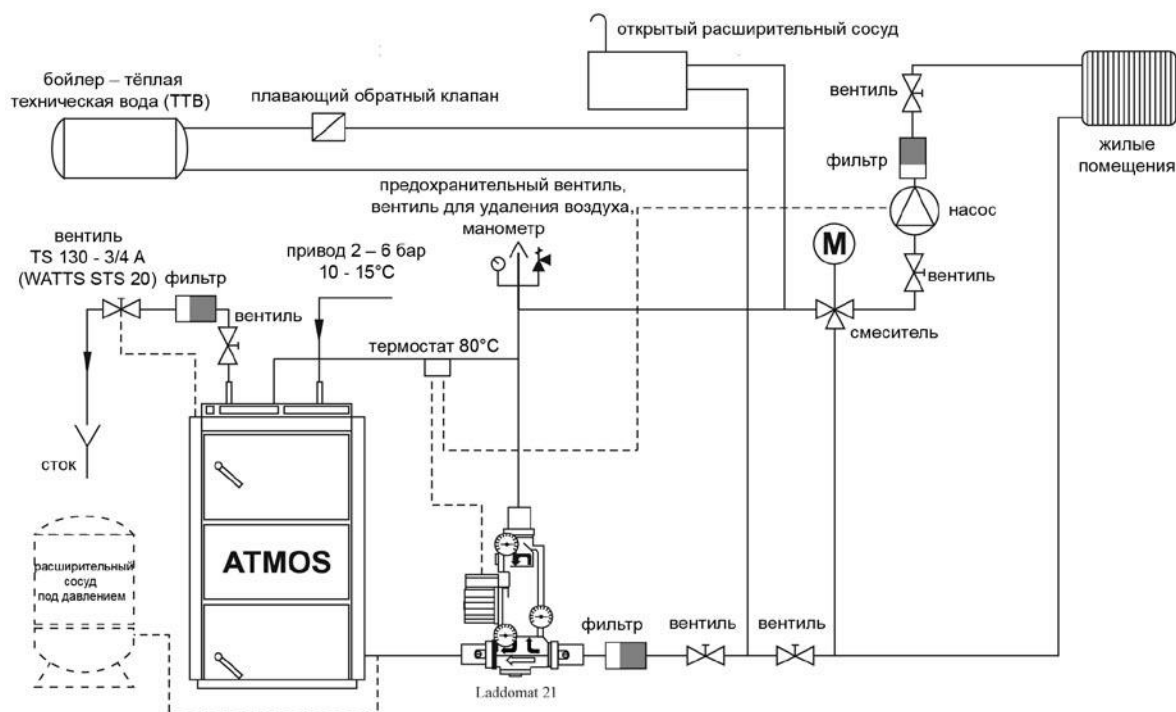 открытый расширительный сосуд
бойлер – тёплая
техническая вода (ТТВ)
плавающий обратный клапан
вентиль
фильтр
жилые
помещения
насос
предохранительный вентиль,
вентиль для удаления воздуха,
манометр
M
вентиль
смеситель
вентиль
TS 130 - 3/4 A
(WATTS STS 20)
фильтр
привод 2 – 6 бар
10 - 15°C
вентиль
термостат 80°C
сток
ATMOS
расширительный
сосуд
под давлением
фильтр
вентиль
вентиль
Laddomat 21